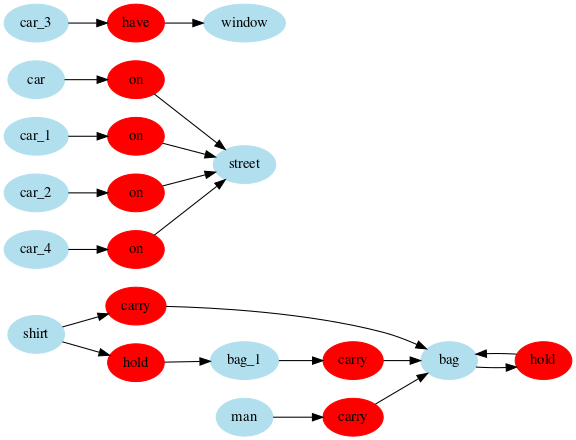 car_3 have window
car on
car_1 on
street
car_2 on
car_4 on
carry
shirt
hold bag_1 carry bag hold
man carry